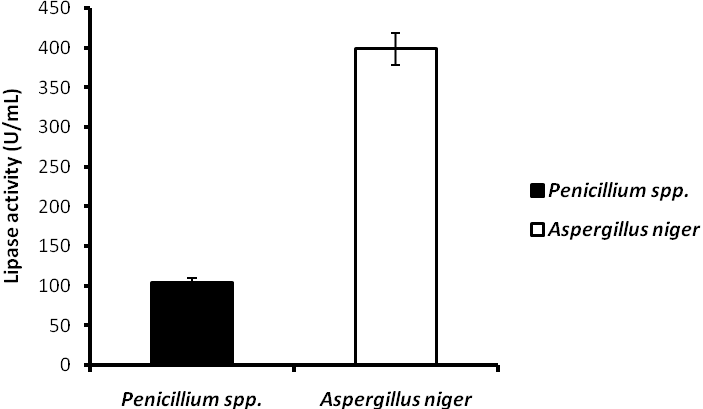 Lipase activity (U/mL)
450
400
350
300
250
200
150
100
50
0
Penicillium spp.
Aspergillus niger
Penicillium spp.
Aspergillus niger